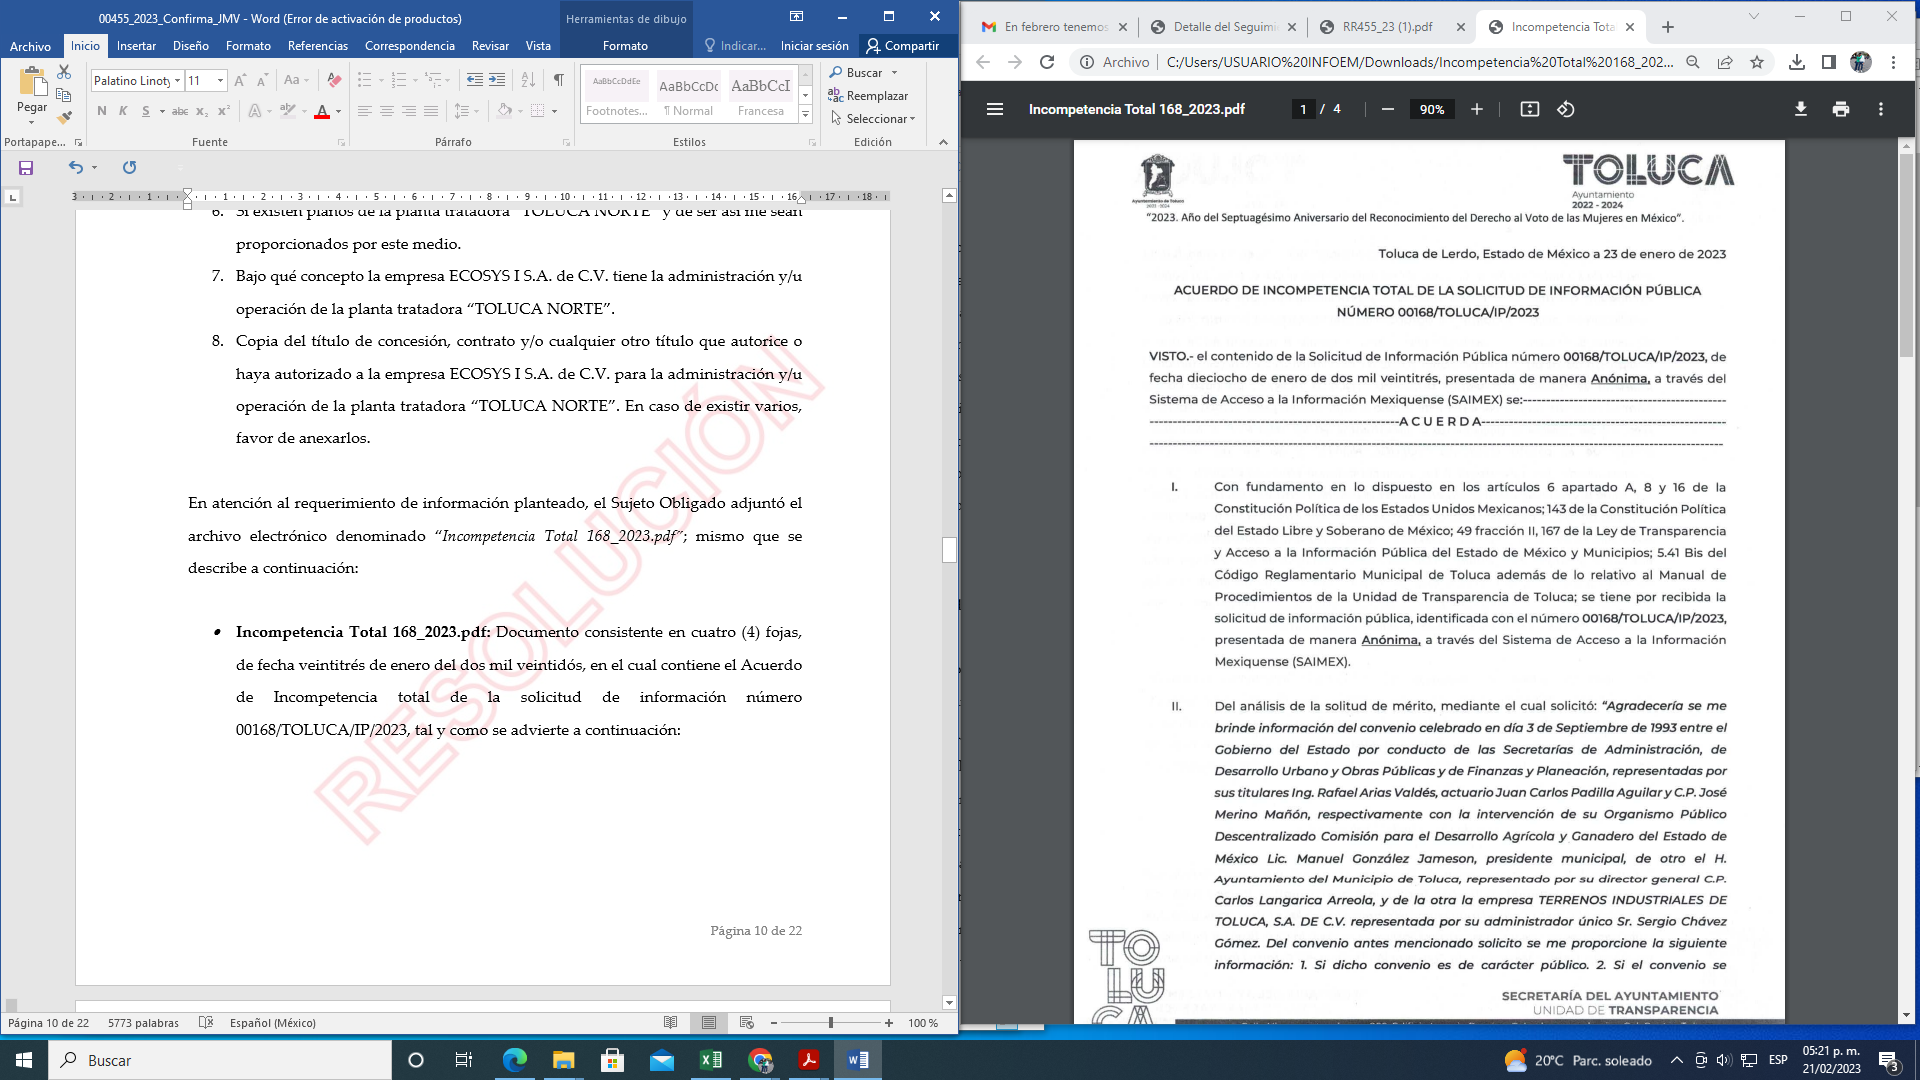 00455_2023_Confirma_JMV - Word (Error de activación de productos)
Herramientas de dibujo
Archivo
Inicio
Insertar
Diseño
Formato
Referencias
Correspondencia
Revisar
Vista
Formato
Indicar...
Iniciar sesión
Compartir
Pegar
Palatino Linoty
11
AaBbCcDdEe
AaBbCcDc
AaBbCcI
Footnotes...
¶ Normal
Francesa
Buscar
Reemplazar
Seleccionar
Portapape...
Fuente
Párrafo
Estilos
Edición
6. Si existen planos de la planta tratadora “TOLUCA NORTE” y de ser así me sean
proporcionados por este medio.
7. Bajo qué concepto la empresa ECOSYS I S.A. de C.V. tiene la administración y/u
operación de la planta tratadora “TOLUCA NORTE”.
8. Copia del título de concesión, contrato y/o cualquier otro título que autorice o
haya autorizado a la empresa ECOSYS I S.A. de C.V. para la administración y/u
operación de la planta tratadora “TOLUCA NORTE”. En caso de existir varios,
favor de anexarlos.
En atención al requerimiento de información planteado, el Sujeto Obligado adjuntó el
archivo electrónico denominado “Incompetencia Total 168_2023.pdf”; mismo que se
describe a continuación:
• Incompetencia Total 168_2023.pdf: Documento consistente en cuatro (4) fojas,
de fecha veintitrés de enero del dos mil veintidós, en el cual contiene el Acuerdo
de Incompetencia total de la solicitud de información número
00168/TOLUCA/IP/2023, tal y como se advierte a continuación:
RESOLUCIÓN
Página 10 de 22
Página 10 de 22
5773 palabras
Español (México)
100 %
En febrero tenemos
Detalle del Seguimi
RR455_23 (1).pdf
Incompetencia Tota
Archivo
C:/Users/USUARIO%20INFOEM/Downloads/Incompetencia%20Total%20168_202...
Incompetencia Total 168_2023.pdf
1 / 4
90%
Ayuntamiento de Toluca
TOLUCA
Ayuntamiento
2022 - 2024
“2023. Año del Septuagésimo Aniversario del Reconocimiento del Derecho al Voto de las Mujeres en México”.
Toluca de Lerdo, Estado de México a 23 de enero de 2023
ACUERDO DE INCOMPETENCIA TOTAL DE LA SOLICITUD DE INFORMACIÓN PÚBLICA
NÚMERO 00168/TOLUCA/IP/2023
VISTO.- el contenido de la Solicitud de Información Pública número 00168/TOLUCA/IP/2023, de
fecha dieciocho de enero de dos mil veintitrés, presentada de manera Anónima, a través del
Sistema de Acceso a la Información Mexiquense (SAIMEX) se:--------------------------------------------
------------------------------------------------------A C U E R D A-----------------------------------------------------
----------------------------------------------------------------------------------------------------------------------------
I. Con fundamento en lo dispuesto en los artículos 6 apartado A, 8 y 16 de la
Constitución Política de los Estados Unidos Mexicanos; 143 de la Constitución Política
del Estado Libre y Soberano de México; 49 fracción II, 167 de la Ley de Transparencia
y Acceso a la Información Pública del Estado de México y Municipios; 5.41 Bis del
Código Reglamentario Municipal de Toluca además de lo relativo al Manual de
Procedimientos de la Unidad de Transparencia de Toluca; se tiene por recibida la
solicitud de información pública, identificada con el número 00168/TOLUCA/IP/2023,
presentada de manera Anónima, a través del Sistema de Acceso a la Información
Mexiquense (SAIMEX).
II. Del análisis de la solitud de mérito, mediante el cual solicitó: “Agradecería se me
brinde información del convenio celebrado en día 3 de Septiembre de 1993 entre el
Gobierno del Estado por conducto de las Secretarías de Administración, de
Desarrollo Urbano y Obras Públicas y de Finanzas y Planeación, representadas por
sus titulares Ing. Rafael Arias Valdés, actuario Juan Carlos Padilla Aguilar y C.P. José
Merino Mañón, respectivamente con la intervención de su Organismo Público
Descentralizado Comisión para el Desarrollo Agrícola y Ganadero del Estado de
México Lic. Manuel González Jameson, presidente municipal, de otro el H.
Ayuntamiento del Municipio de Toluca, representado por su director general C.P.
Carlos Langarica Arreola, y de la otra la empresa TERRENOS INDUSTRIALES DE
TOLUCA, S.A. DE C.V. representada por su administrador único Sr. Sergio Chávez
Gómez. Del convenio antes mencionado solicito se me proporcione la siguiente
información: 1. Si dicho convenio es de carácter público. 2. Si el convenio se
TOLUCA
SECRETARÍA DEL AYUNTAMIENTO
UNIDAD DE TRANSPARENCIA
Buscar
20°C Parc. soleado
ESP
05:21 p. m.
21/02/2023
3